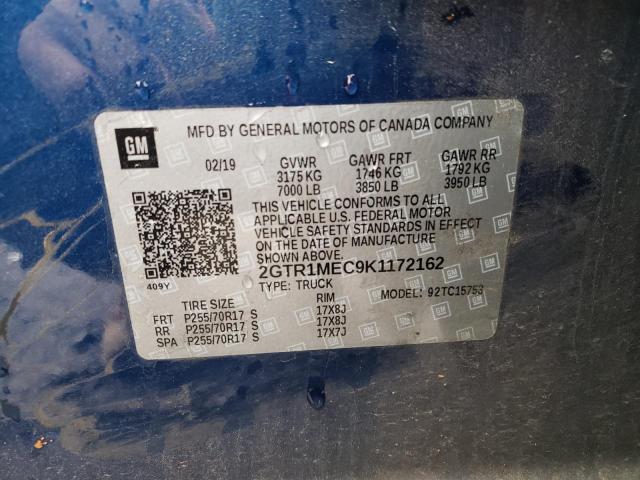 GM
MFD BY GENERAL MOTORS OF CANADA COMPANY
02/19 GVWR GAWR FRT GAWR RR
3175 KG 1746 KG 1792 KG
7000 LB 3850 LB 3950 LB
THIS VEHICLE CONFORMS TO ALL
APPLICABLE U.S. FEDERAL MOTOR
VEHICLE SAFETY STANDARDS IN EFFECT
ON THE DATE OF MANUFACTURE
SHOWN ABOVE.
409Y 2GTR1MEC9K1172162
TYPE: TRUCK MODEL: 92TC15753
TIRE SIZE RIM
FRT P255/70R17 S 17X8J
RR P255/70R17 S 17X8J
SPA P255/70R17 S 17X7J